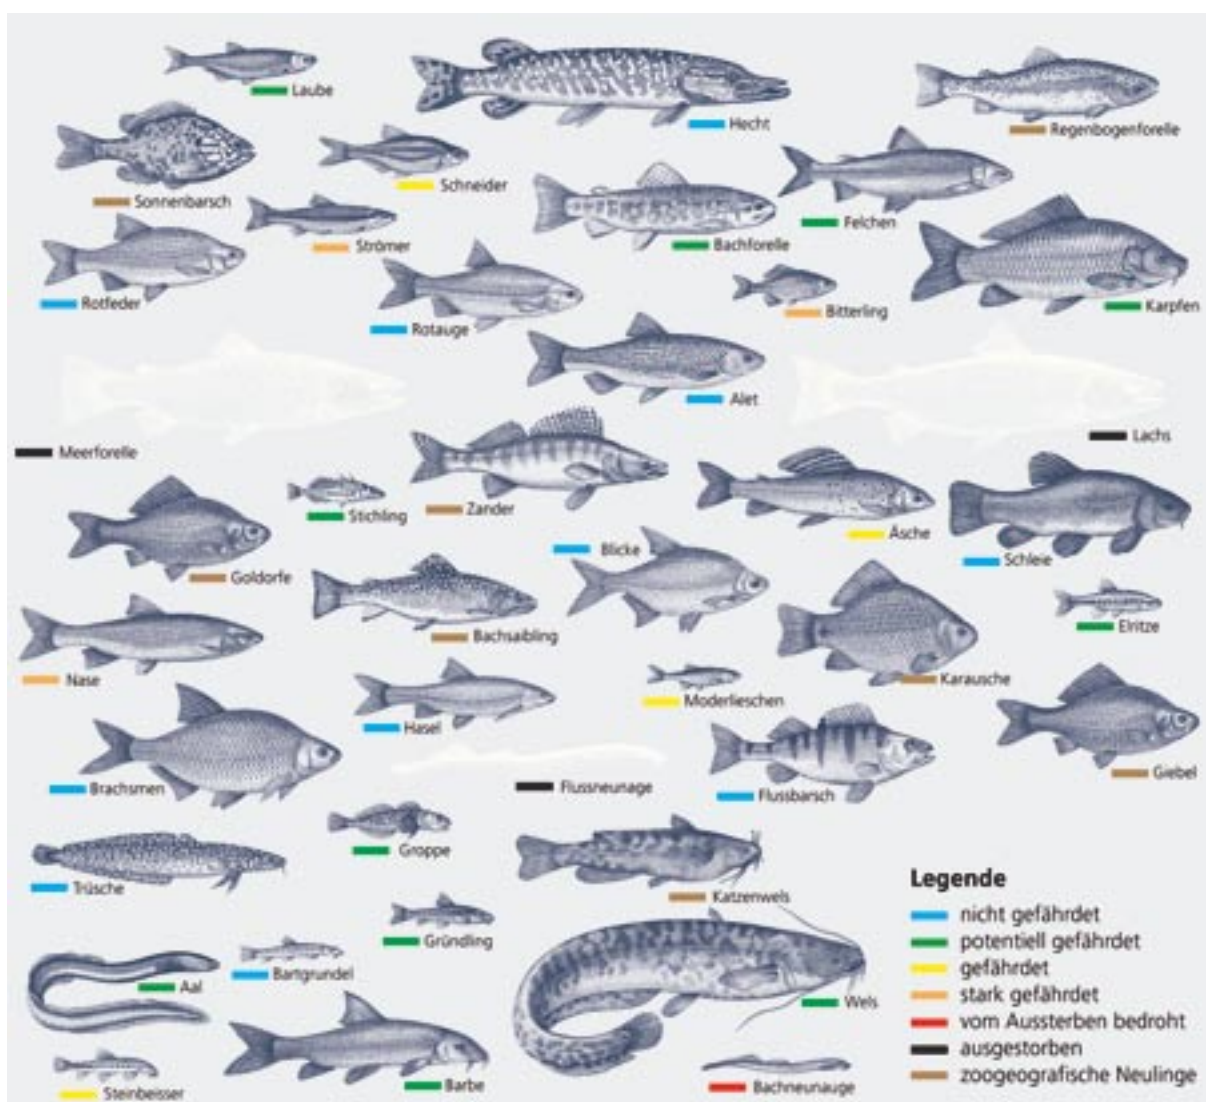 Laube
Hecht
Regenbogenforelle
Sonnenbarsch
Schneider
Felchen
Strömer
Bachforelle
Rotfeder
Rotauge
Bitterling
Karpfen
Alet
Lachs
Meerforelle
Stichling
Zander
Äsche
Schleie
Blicke
Goldorfe
Bachsaibling
Elritze
Nase
Karausche
Moderlieschen
Hasel
Giebel
Brachsmen
Flussneunage
Flussbarsch
Groppe
Trüsche
Katzenwels
Gründling
Bartgrundel
Aal
Wels
Steinbeisser
Barbe
Bachneunauge
Legende
nicht gefährdet
potentiell gefährdet
gefährdet
stark gefährdet
vom Aussterben bedroht
ausgestorben
zoogeografische Neulinge